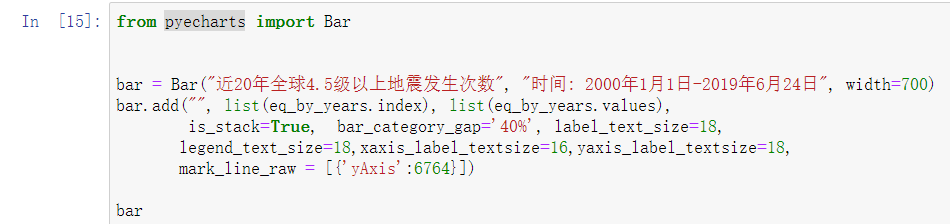 In [15]: from pyecharts import Bar
bar = Bar("近20年全球4.5级以上地震发生次数", "时间: 2000年1月1日-2019年6月24日", width=700)
bar.add("", list(eq_by_years.index), list(eq_by_years.values),
is_stack=True, bar_category_gap='40%', label_text_size=18,
legend_text_size=18,xaxis_label_textsize=16,yaxis_label_textsize=18,
mark_line_raw = [{'yAxis':6764}])
bar